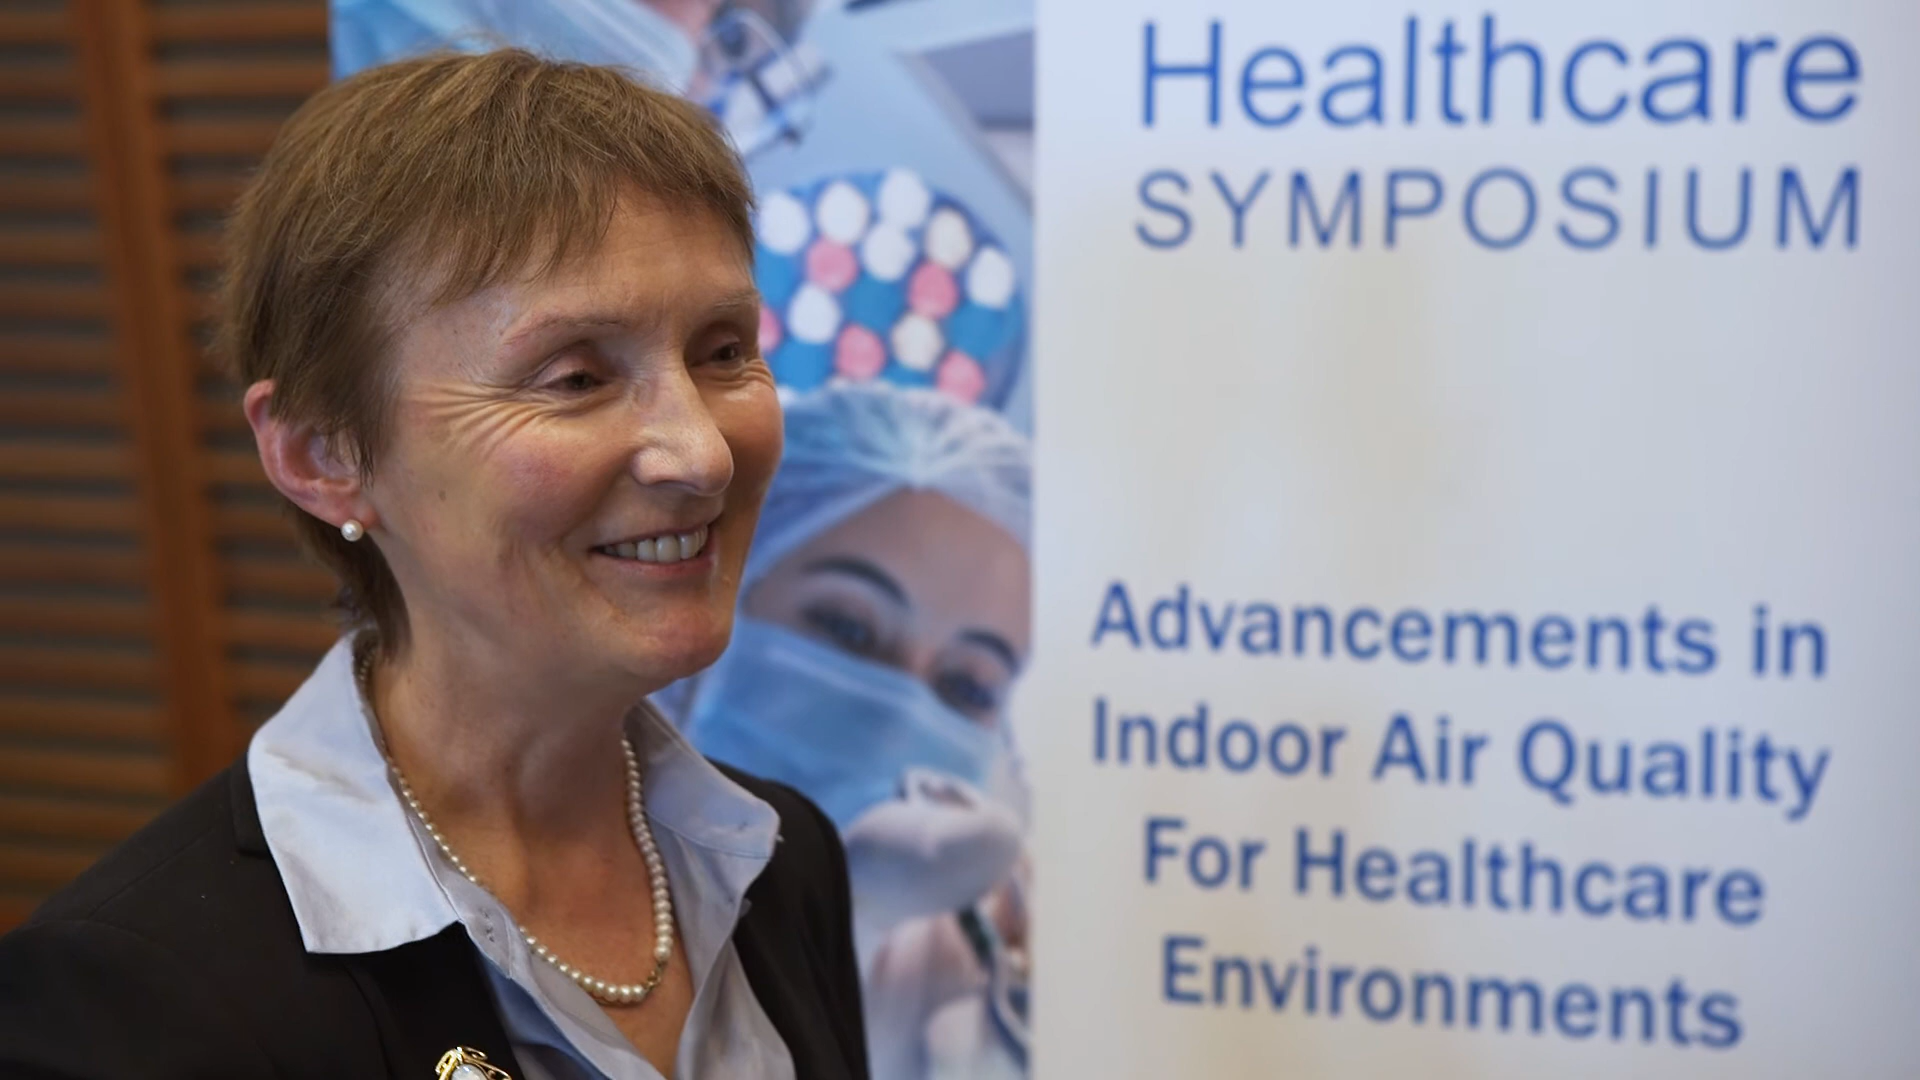 Healthcare
SYMPOSIUM
Advancements in
Indoor Air Quality
For Healthcare
Environments